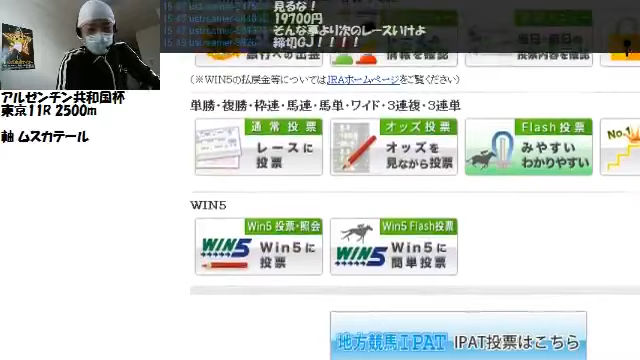 見るな！
19700円
そんな事より次のレースいけよ
締切GJ！！！！
アルゼンチン共和国杯
東京11R 2500m
軸 ムスカテール
(※WIN5の払戻金等についてはJRAホームページをご覧ください)
単勝・複勝・枠連・馬連・馬単・ワイド・3連複・3連単
通常投票
レースに
投票
オッズ投票
オッズを
見ながら投票
Flash投票
みやすい
わかりやすい
No.1
WIN5
Win5投票・照会
WIN5
Win5に
投票
Win5 Flash投票
WIN5
Win5に
簡単投票
地方競馬IPAT IPAT投票はこちら